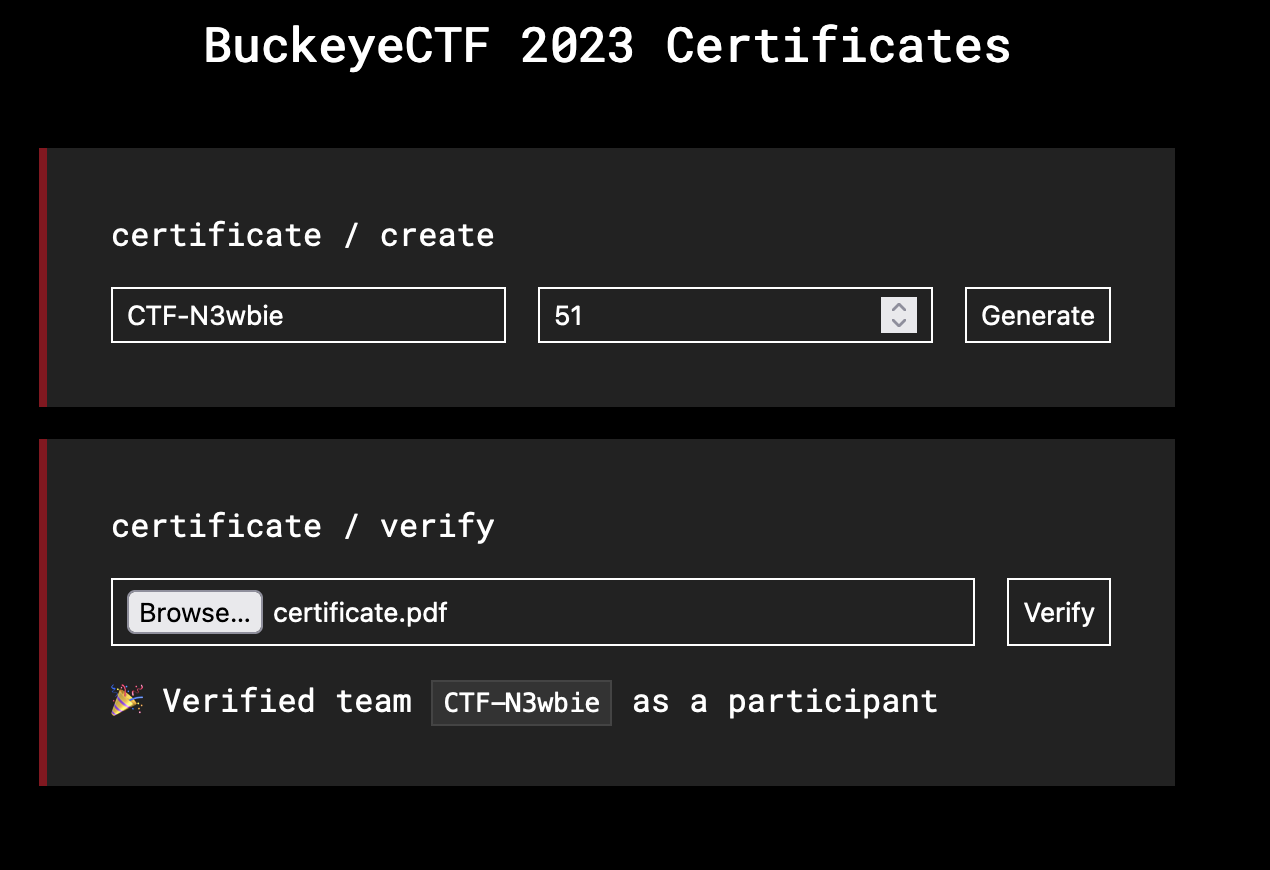 BuckeyeCTF 2023 Certificates
certificate / create
CTF-N3wbie 51 Generate
certificate / verify
Browse... certificate.pdf Verify
🎉 Verified team CTF-N3wbie as a participant